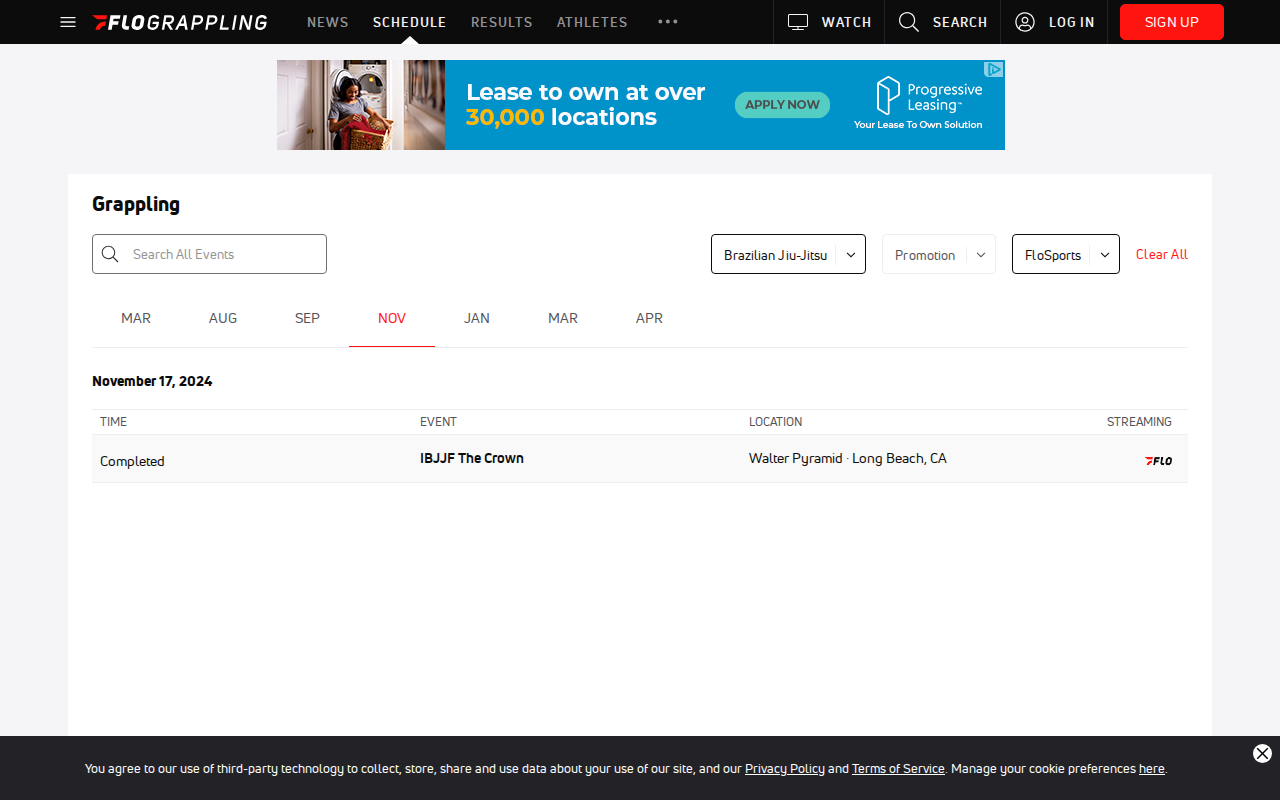 FLOGRAPPLING NEWS SCHEDULE RESULTS ATHLETES WATCH SEARCH LOG IN SIGN UP
Lease to own at over
30,000 locations
APPLY NOW
Progressive
Leasing
Your Lease To Own Solution
Grappling
Search All Events Brazilian Jiu-Jitsu Promotion FloSports Clear All
MAR AUG SEP NOV JAN MAR APR
November 17, 2024
TIME EVENT LOCATION STREAMING
Completed IBJJF The Crown Walter Pyramid · Long Beach, CA FLO
You agree to our use of third-party technology to collect, store, share and use data about your use of our site, and our Privacy Policy and Terms of Service. Manage your cookie preferences here.